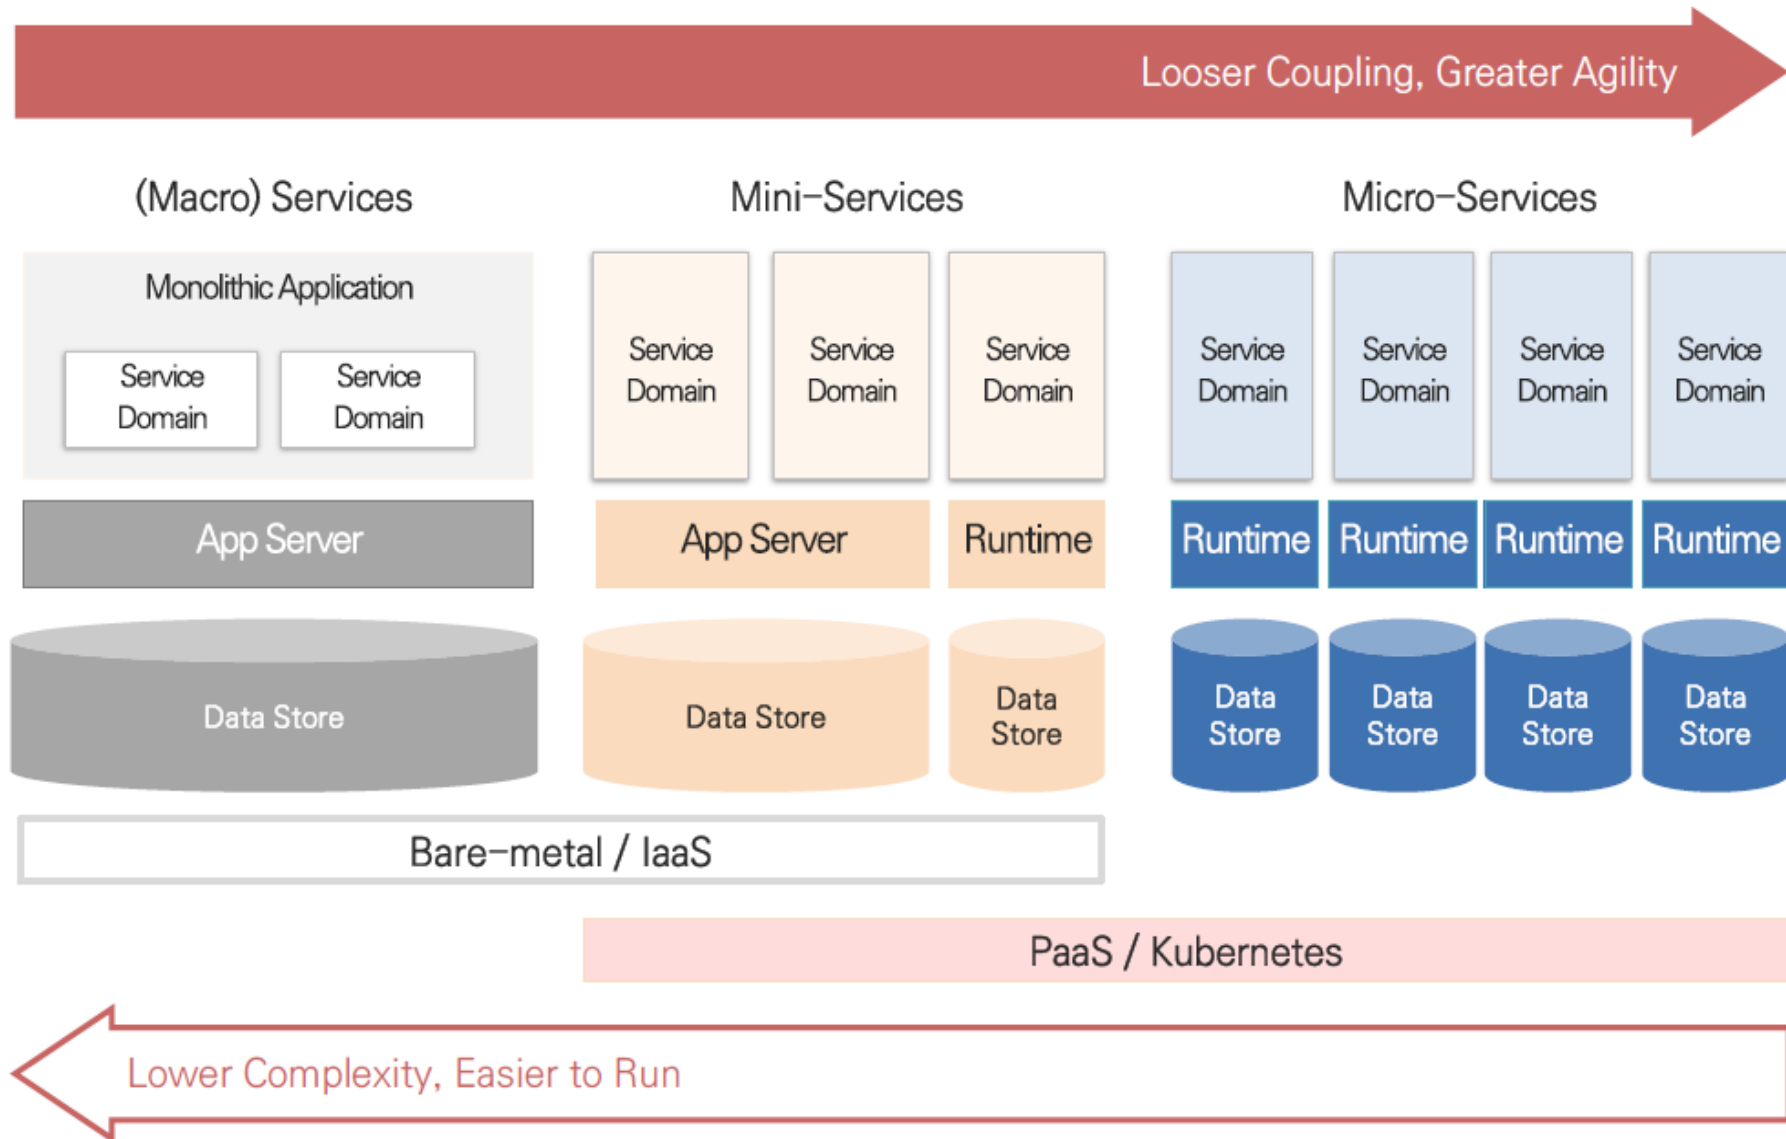 Looser Coupling, Greater Agility
(Macro) Services
Mini-Services
Micro-Services
Monolithic Application
Service
Domain
Service
Domain
Service
Domain
Service
Domain
Service
Domain
Service
Domain
Service
Domain
Service
Domain
Service
Domain
App Server
App Server
Runtime
Runtime
Runtime
Runtime
Runtime
Data Store
Data Store
Data
Store
Data
Store
Data
Store
Data
Store
Data
Store
Bare-metal / IaaS
PaaS / Kubernetes
Lower Complexity, Easier to Run